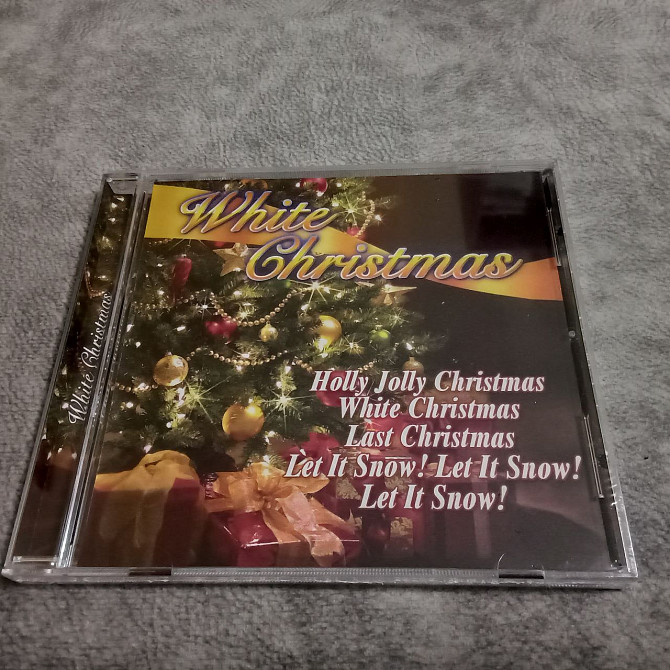 White
Christmas
White Christmas
Holly Jolly Christmas
White Christmas
Last Christmas
Let It Snow! Let It Snow!
Let It Snow!